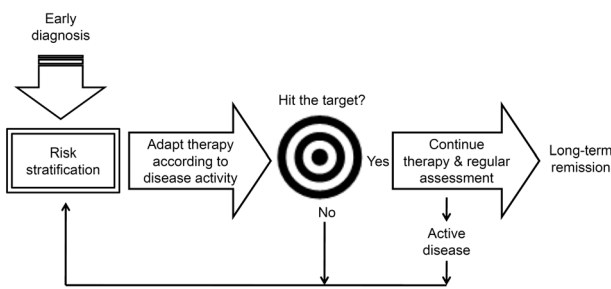 Early
diagnosis
Risk
stratification
Adapt therapy
according to
disease activity
Hit the target?
Yes
No
Continue
therapy & regular
assessment
Active
disease
Long-term
remission